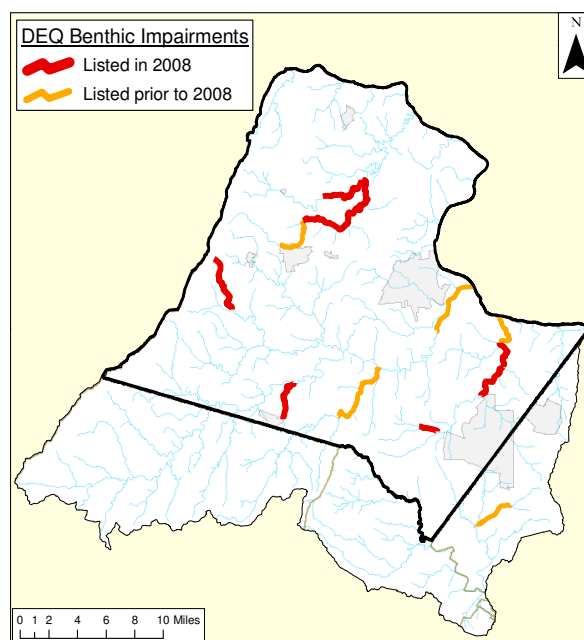 DEQ Benthic Impairments
Listed in 2008
Listed prior to 2008
N
0 1 2 4 6 8 10 Miles